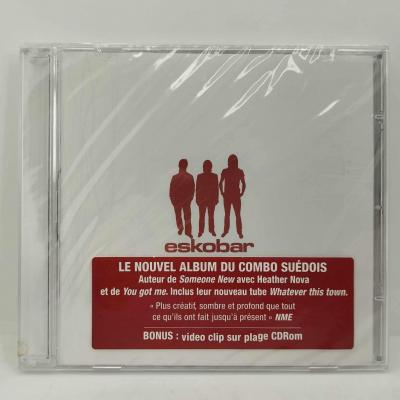 eskobar
LE NOUVEL ALBUM DU COMBO SUÉDOIS
Auteur de Someone New avec Heather Nova
et de You got me. Inclus leur nouveau tube Whatever this town.
« Plus créatif, sombre et profond que tout
ce qu'ils ont fait jusqu'à présent » NME
BONUS : video clip sur plage CDRom